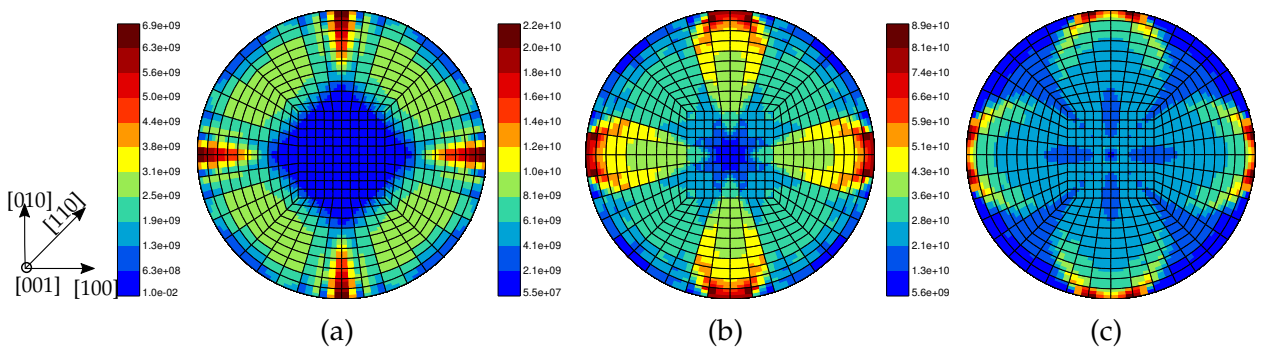 6.9e+09
6.3e+09
5.6e+09
5.0e+09
4.4e+09
3.8e+09
3.1e+09
2.5e+09
1.9e+09
1.3e+09
6.3e+08
1.0e-02
2.2e+10
2.0e+10
1.8e+10
1.6e+10
1.4e+10
1.2e+10
1.0e+10
8.1e+09
6.1e+09
4.1e+09
2.1e+09
5.5e+07
8.9e+10
8.1e+10
7.4e+10
6.6e+10
5.9e+10
5.1e+10
4.3e+10
3.6e+10
2.8e+10
2.1e+10
1.3e+10
5.6e+09
[010]
[110]
[001]
[100]
(a)
(b)
(c)